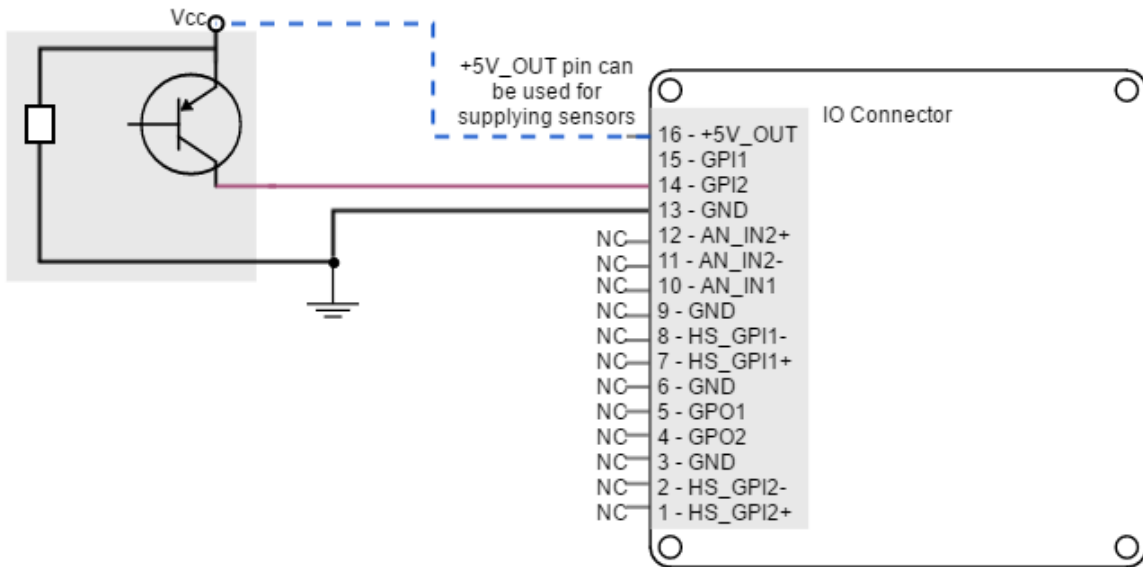 Vcc
+5V_OUT pin can
be used for
supplying sensors
IO Connector
16 - +5V_OUT
15 - GPI1
14 - GPI2
13 - GND
NC 12 - AN_IN2+
NC 11 - AN_IN2-
NC 10 - AN_IN1
NC 9 - GND
NC 8 - HS_GPI1-
NC 7 - HS_GPI1+
NC 6 - GND
NC 5 - GPO1
NC 4 - GPO2
NC 3 - GND
NC 2 - HS_GPI2-
NC 1 - HS_GPI2+